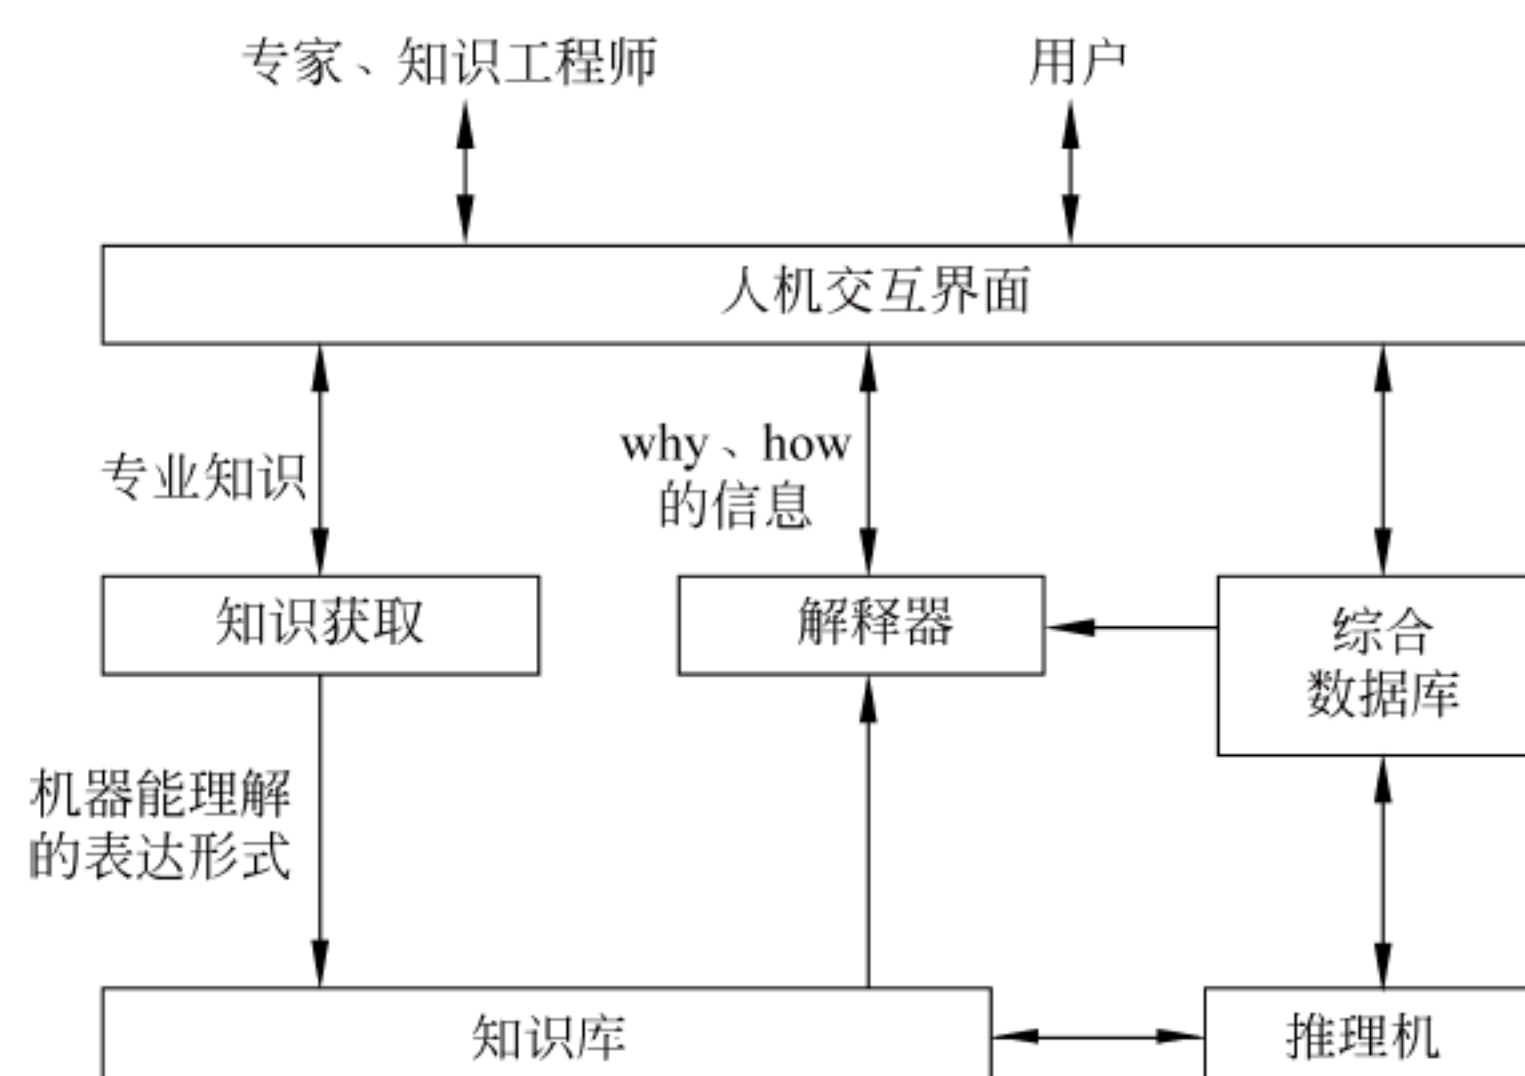 专家、知识工程师
用户
人机交互界面
专业知识
why、how
的信息
知识获取
解释器
综合
数据库
机器能理解
的表达形式
知识库
推理机